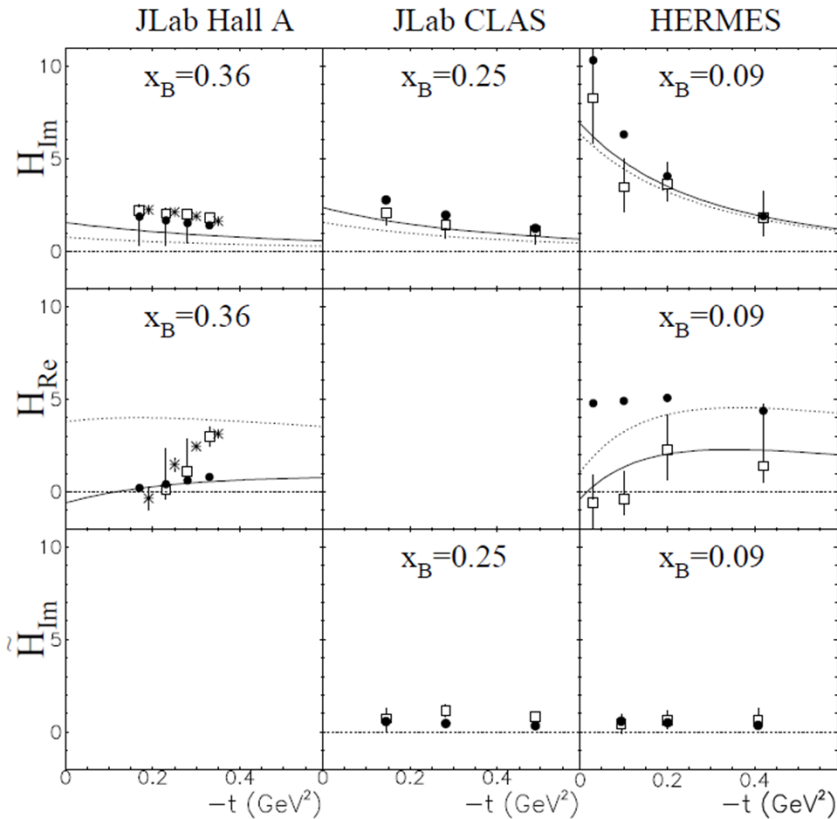 JLab Hall A JLab CLAS HERMES
10 x_B=0.36 x_B=0.25 x_B=0.09
H_Im
5
0
10 x_B=0.36 x_B=0.09
H_Re
5
0
10 x_B=0.25 x_B=0.09
H̃_Im
5
0
0 0.2 0.4 0 0.2 0.4 0 0.2 0.4
−t (GeV²) −t (GeV²) −t (GeV²)